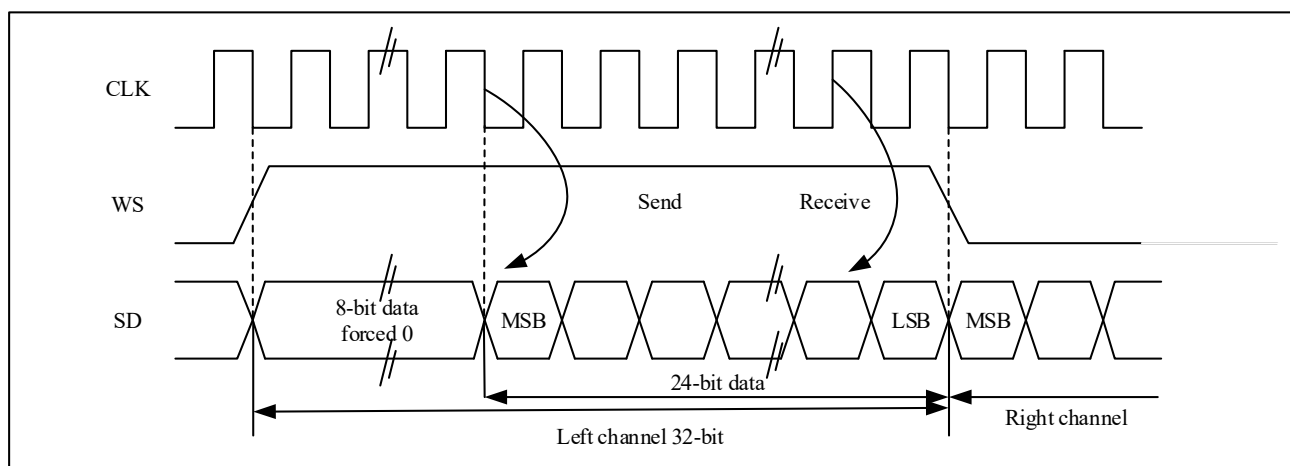 CLK
WS
Send
Receive
SD
8-bit data
forced 0
MSB
LSB
MSB
24-bit data
Right channel
Left channel 32-bit